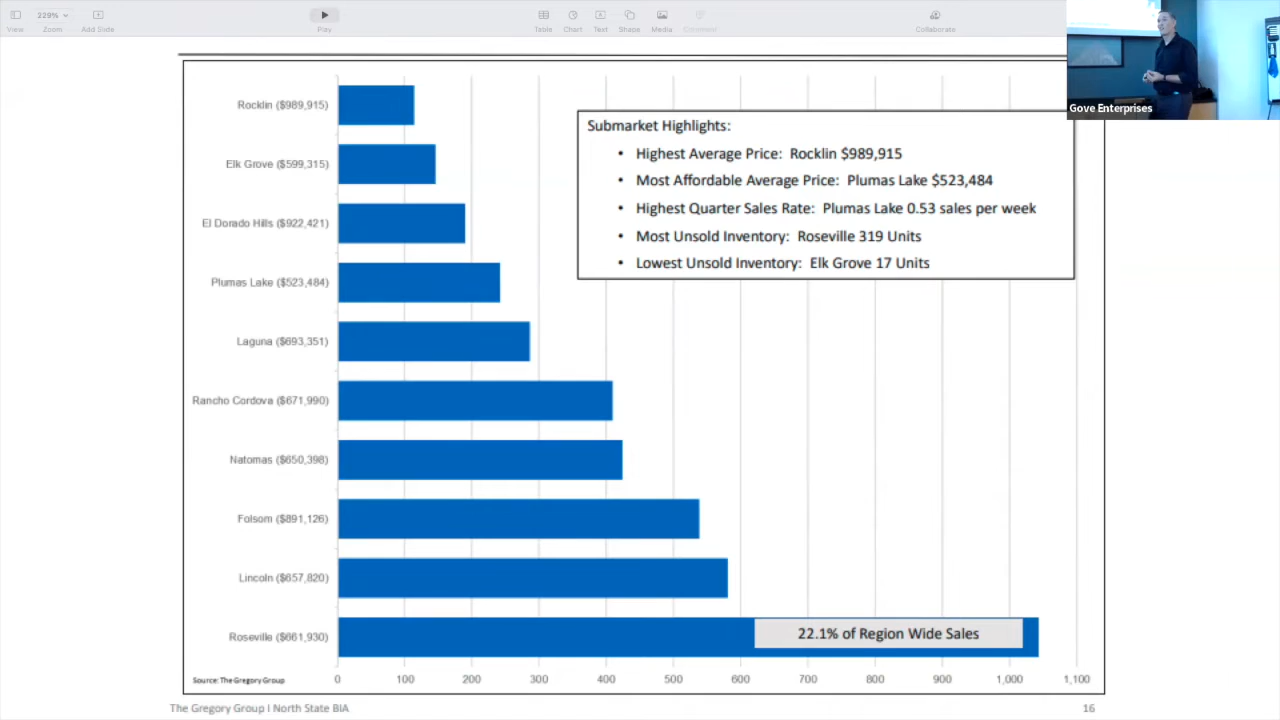 229%
View
Zoom
Add Slide
Play
Table
Chart
Text
Shape
Media
Comment
Collaborate
Gove Enterprises
Rocklin ($989,915)
Elk Grove ($599,315)
El Dorado Hills ($922,421)
Plumas Lake ($523,484)
Laguna ($693,351)
Rancho Cordova ($671,990)
Natomas ($650,398)
Folsom ($891,126)
Lincoln ($657,820)
Roseville ($661,930)
Submarket Highlights:
• Highest Average Price: Rocklin $989,915
• Most Affordable Average Price: Plumas Lake $523,484
• Highest Quarter Sales Rate: Plumas Lake 0.53 sales per week
• Most Unsold Inventory: Roseville 319 Units
• Lowest Unsold Inventory: Elk Grove 17 Units
22.1% of Region Wide Sales
Source: The Gregory Group
0 100 200 300 400 500 600 700 800 900 1,000 1,100
The Gregory Group I North State BIA
16